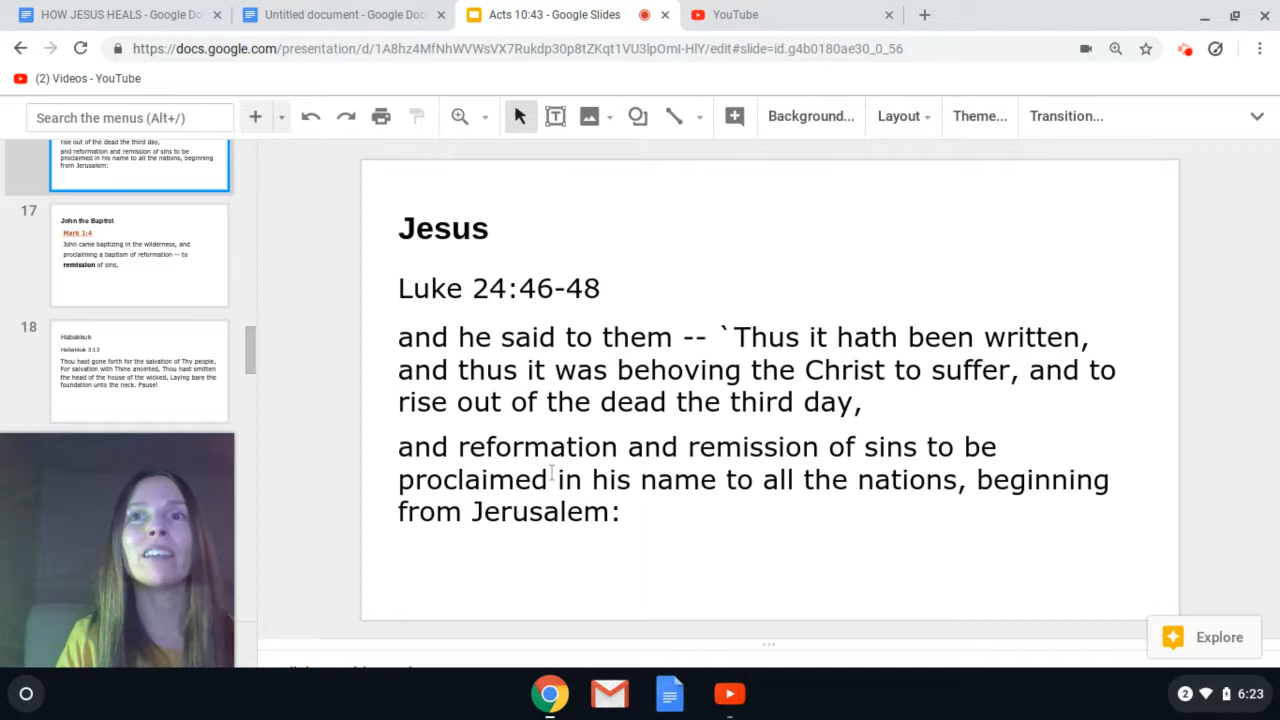 HOW JESUS HEALS - Google Do
Untitled document - Google Doc
Acts 10:43 - Google Slides
YouTube
https://docs.google.com/presentation/d/1A8hz4MfNhWVWsVX7Rukdp30p8tZKqt1VU3lpOmI-HlY/edit#slide=id.g4b0180ae30_0_56
(2) Videos - YouTube
Search the menus (Alt+/)
Background...
Layout
Theme...
Transition...
rise out of the dead the third day,
and reformation and remission of sins to be
proclaimed in his name to all the nations, beginning
from Jerusalem:
17
John the Baptist
Mark 1:4
John came baptizing in the wilderness, and
proclaiming a baptism of reformation -- to
remission of sins,
18
Habakkuk
Habakkuk 3:13
Thou hast gone forth for the salvation of Thy people,
For salvation with Thine anointed, Thou hast smitten
the head of the house of the wicked, Laying bare the
foundation unto the neck. Pause!
Jesus
Luke 24:46-48
and he said to them -- `Thus it hath been written,
and thus it was behoving the Christ to suffer, and to
rise out of the dead the third day,
and reformation and remission of sins to be
proclaimed in his name to all the nations, beginning
from Jerusalem:
Explore
2
6:23